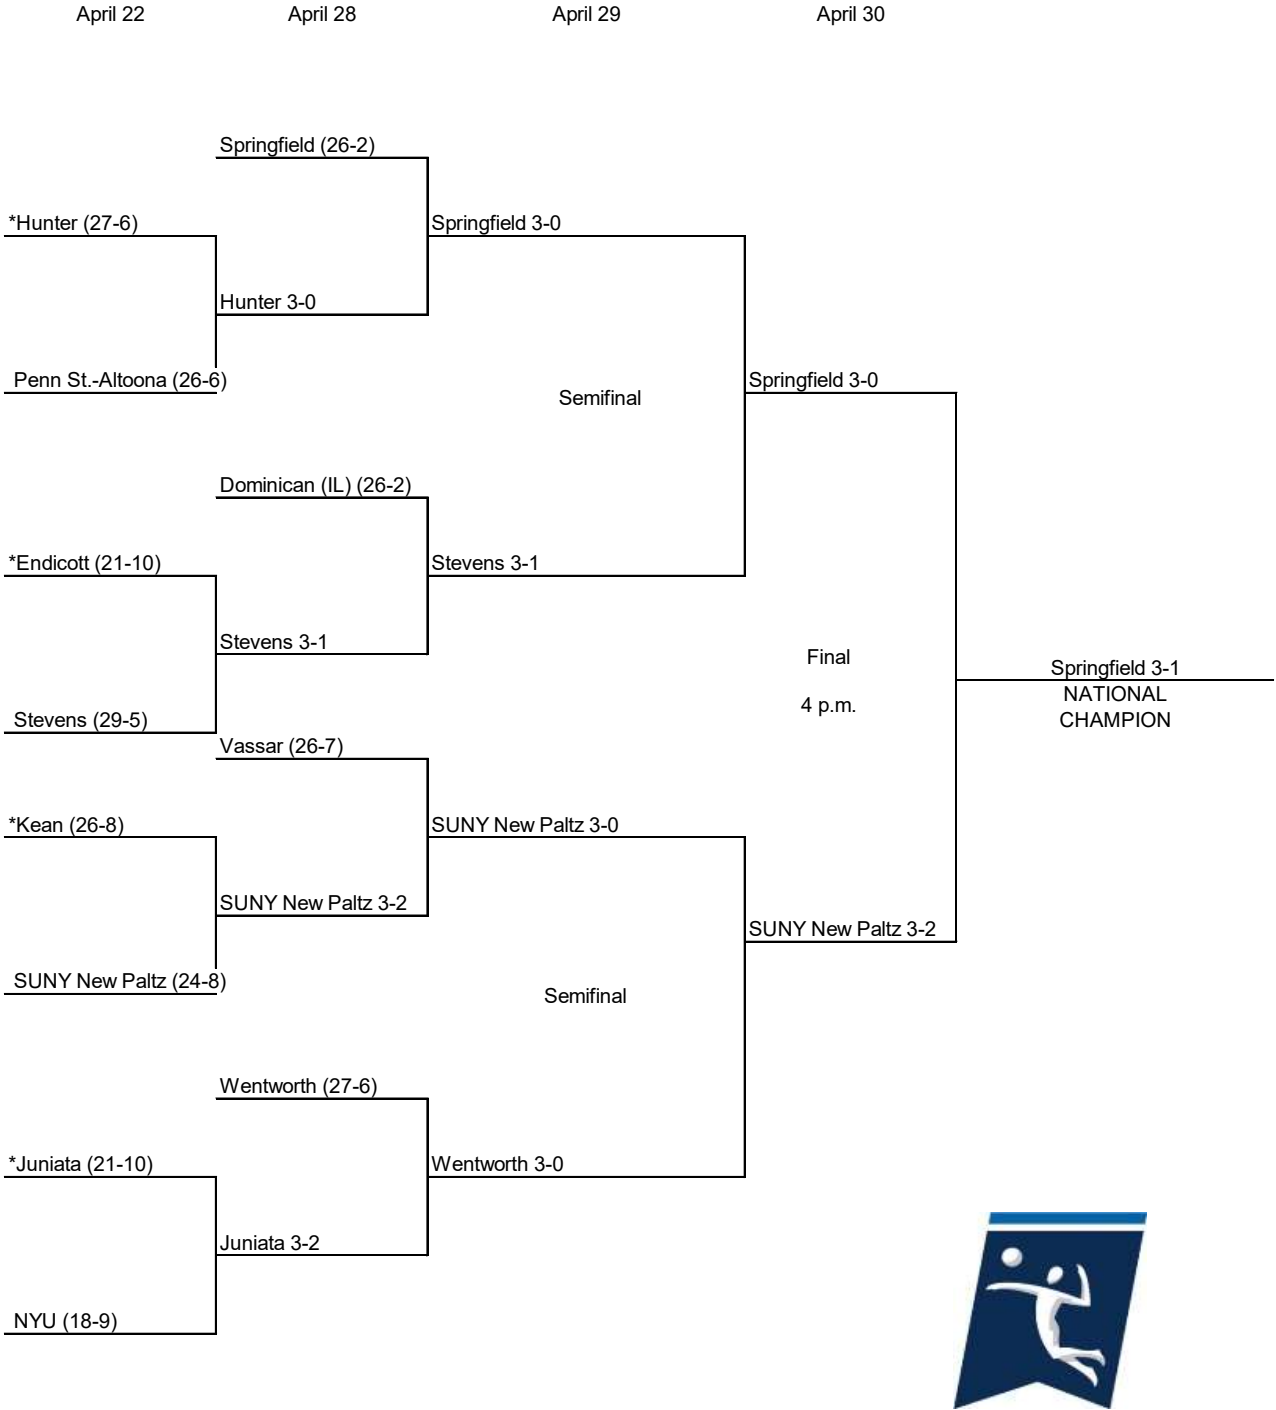 April 22
April 28
April 29
April 30
Springfield (26-2)
*Hunter (27-6)
Springfield 3-0
Hunter 3-0
Penn St.-Altoona (26-6)
Springfield 3-0
Semifinal
Dominican (IL) (26-2)
*Endicott (21-10)
Stevens 3-1
Stevens 3-1
Final
Springfield 3-1
NATIONAL
CHAMPION
4 p.m.
Stevens (29-5)
Vassar (26-7)
*Kean (26-8)
SUNY New Paltz 3-0
SUNY New Paltz 3-2
SUNY New Paltz 3-2
SUNY New Paltz (24-8)
Semifinal
Wentworth (27-6)
*Juniata (21-10)
Wentworth 3-0
Juniata 3-2
NYU (18-9)